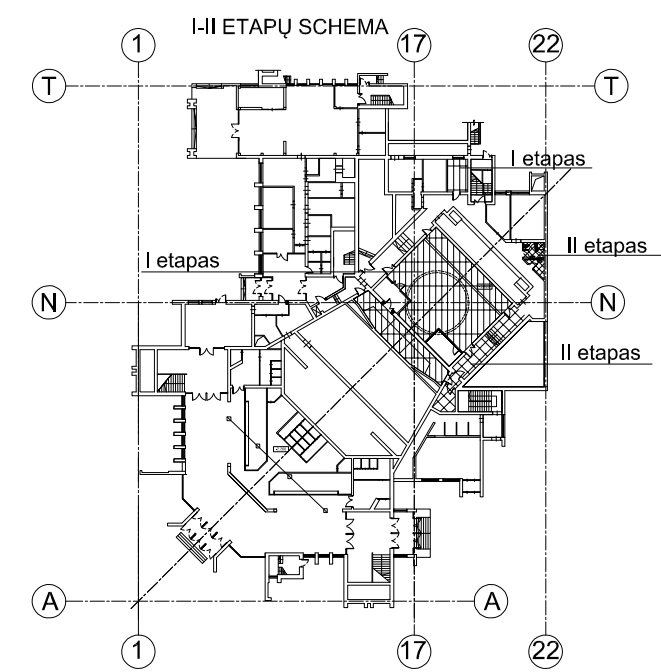 I-II ETAPŲ SCHEMA
1
17
22
T
T
I etapas
II etapas
I etapas
N
N
II etapas
A
A
1
17
22